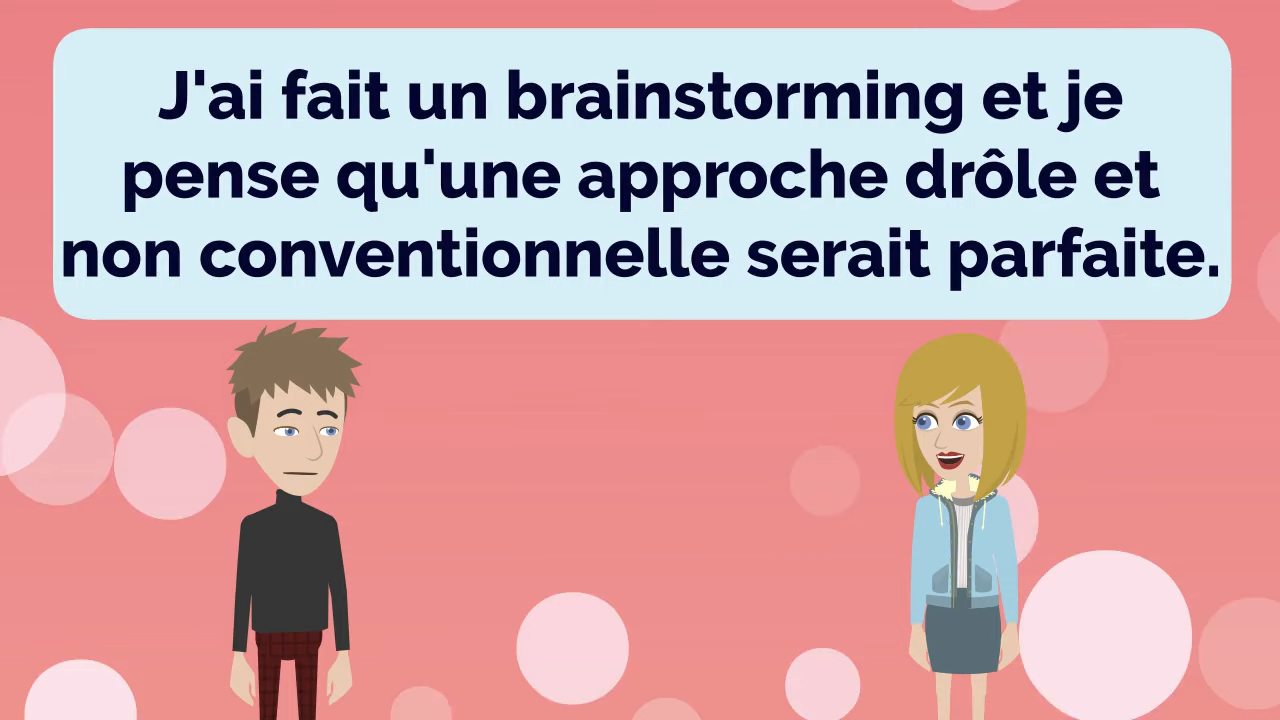 J'ai fait un brainstorming et je
pense qu'une approche drôle et
non conventionnelle serait parfaite.